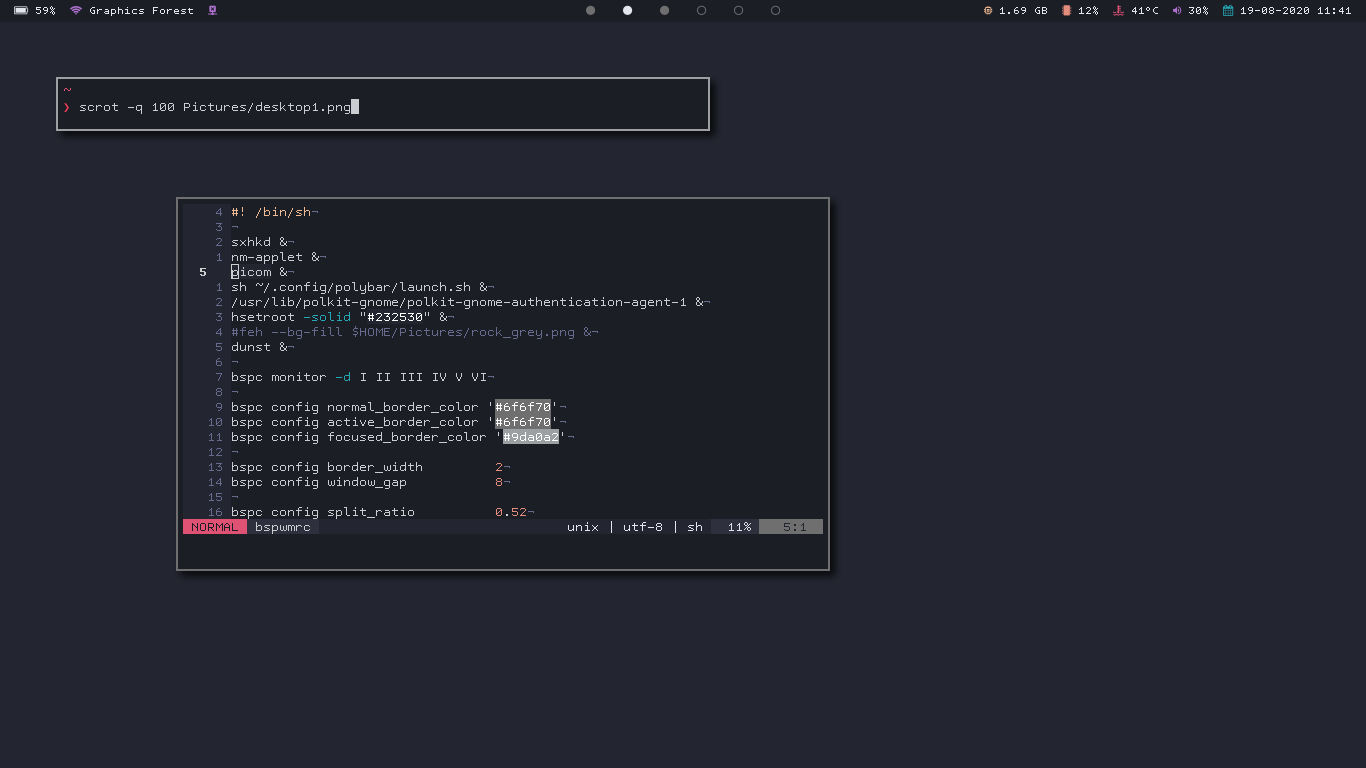 59% Graphics Forest 1.69 GB 12% 41°C 30% 19-08-2020 11:41
~
❯ scrot -q 100 Pictures/desktop1.png
4 #! /bin/sh¬
3 ¬
2 sxhkd &¬
1 nm-applet &¬
5 picom &¬
1 sh ~/.config/polybar/launch.sh &¬
2 /usr/lib/polkit-gnome/polkit-gnome-authentication-agent-1 &¬
3 hsetroot -solid "#232530" &¬
4 #feh --bg-fill $HOME/Pictures/rock_grey.png &¬
5 dunst &¬
6 ¬
7 bspc monitor -d I II III IV V VI¬
8 ¬
9 bspc config normal_border_color '#6f6f70'¬
10 bspc config active_border_color '#6f6f70'¬
11 bspc config focused_border_color '#9da0a2'¬
12 ¬
13 bspc config border_width 2¬
14 bspc config window_gap 8¬
15 ¬
16 bspc config split_ratio 0.52¬
NORMAL bspwmrc unix | utf-8 | sh 11% 5:1